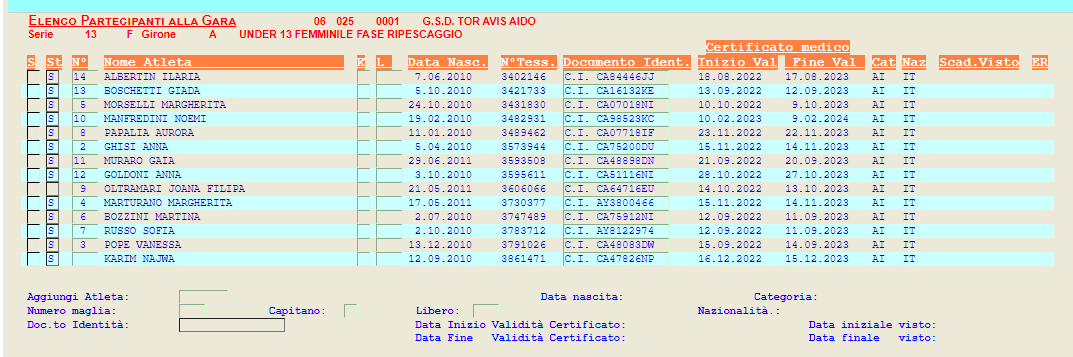 ELENCO PARTECIPANTI ALLA GARA 06 025 0001 G.S.D. TOR AVIS AIDO
Serie 13 F Girone A UNDER 13 FEMMINILE FASE RIPESCAGGIO
Certificato medico
S St N° Nome Atleta K L Data Nasc. N°Tess. Documento Ident. Inizio Val Fine Val Cat Naz Scad.Visto ER
S 14 ALBERTIN ILARIA 7.06.2010 3402146 C.I. CA84446JJ 18.08.2022 17.08.2023 AI IT
S 13 BOSCHETTI GIADA 5.10.2010 3421733 C.I. CA16132KE 13.09.2022 12.09.2023 AI IT
S 5 MORSELLI MARGHERITA 24.10.2010 3431830 C.I. CA07018NI 10.10.2022 9.10.2023 AI IT
S 10 MANFREDINI NOEMI 19.02.2010 3482931 C.I. CA98523KC 10.02.2023 9.02.2024 AI IT
S 8 PAPALIA AURORA 11.01.2010 3489462 C.I. CA07718IF 23.11.2022 22.11.2023 AI IT
S 2 GHISI ANNA 5.04.2010 3573944 C.I. CA75200DU 15.11.2022 14.11.2023 AI IT
S 11 MURARO GAIA 29.06.2011 3593508 C.I. CA48898DN 21.09.2022 20.09.2023 AI IT
S 12 GOLDONI ANNA 3.10.2010 3595611 C.I. CA51116NI 28.10.2022 27.10.2023 AI IT
9 OLTRAMARI JOANA FILIPA 21.05.2011 3606066 C.I. CA64716EU 14.10.2022 13.10.2023 AI IT
S 4 MARTURANO MARGHERITA 17.05.2011 3730377 C.I. AY3800466 15.11.2022 14.11.2023 AI IT
S 6 BOZZINI MARTINA 2.07.2010 3747489 C.I. CA75912NI 12.09.2022 11.09.2023 AI IT
S 7 RUSSO SOFIA 2.10.2010 3783712 C.I. AY8122974 12.09.2022 11.09.2023 AI IT
S 3 POPE VANESSA 13.12.2010 3791026 C.I. CA48083DW 15.09.2022 14.09.2023 AI IT
S KARIM NAJWA 12.09.2010 3861471 C.I. CA47826NP 16.12.2022 15.12.2023 AI IT
Aggiungi Atleta: Data nascita: Categoria:
Numero maglia: Capitano: Libero: Nazionalità.:
Doc.to Identità: Data Inizio Validità Certificato: Data iniziale visto:
Data Fine Validità Certificato: Data finale visto: